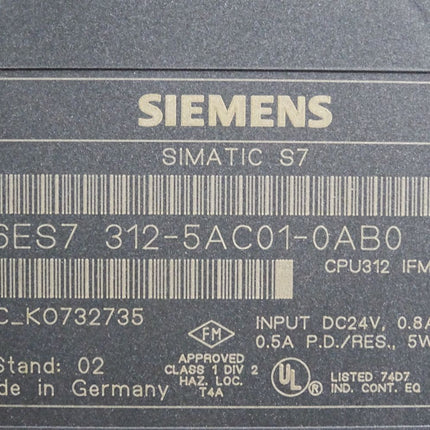 SIEMENS
SIMATIC S7
6ES7 312-5AC01-0AB0
CPU312 IFM
C_K0732735
FM
APPROVED
CLASS 1 DIV 2
HAZ. LOC.
T4A
INPUT DC24V, 0.8A
0.5A P.D./RES., 5W
Stand: 02
de in Germany
UL
LISTED 74D7
IND. CONT. EQ